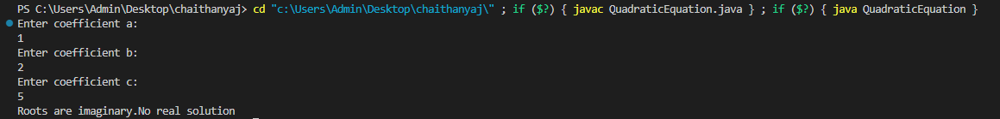 PS C:\Users\Admin\Desktop\chaithanyaj> cd "c:\Users\Admin\Desktop\chaithanyaj\" ; if ($?) { javac QuadraticEquation.java } ; if ($?) { java QuadraticEquation }
Enter coefficient a:
1
Enter coefficient b:
2
Enter coefficient c:
5
Roots are imaginary.No real solution